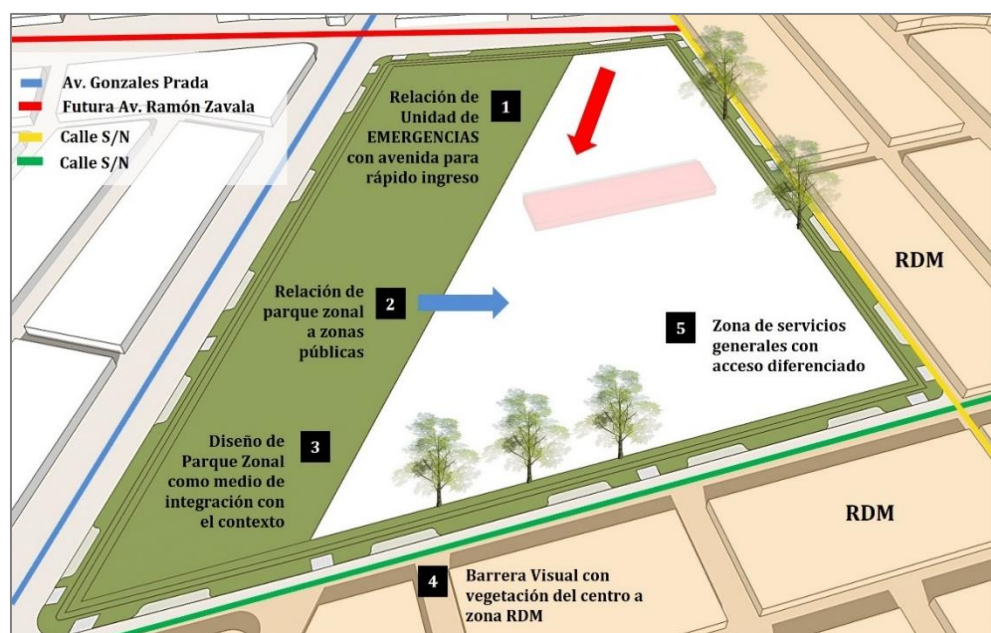 Av. Gonzales Prada
Futura Av. Ramón Zavala
Calle S/N
Calle S/N
Relación de
Unidad de
EMERGENCIAS
con avenida para
rápido ingreso
1
Relación de
parque zonal
a zonas
públicas
2
Diseño de
Parque Zonal
como medio de
integración con
el contexto
3
RDM
5
Zona de servicios
generales con
acceso diferenciado
RDM
4
Barrera Visual con
vegetación del centro a
zona RDM